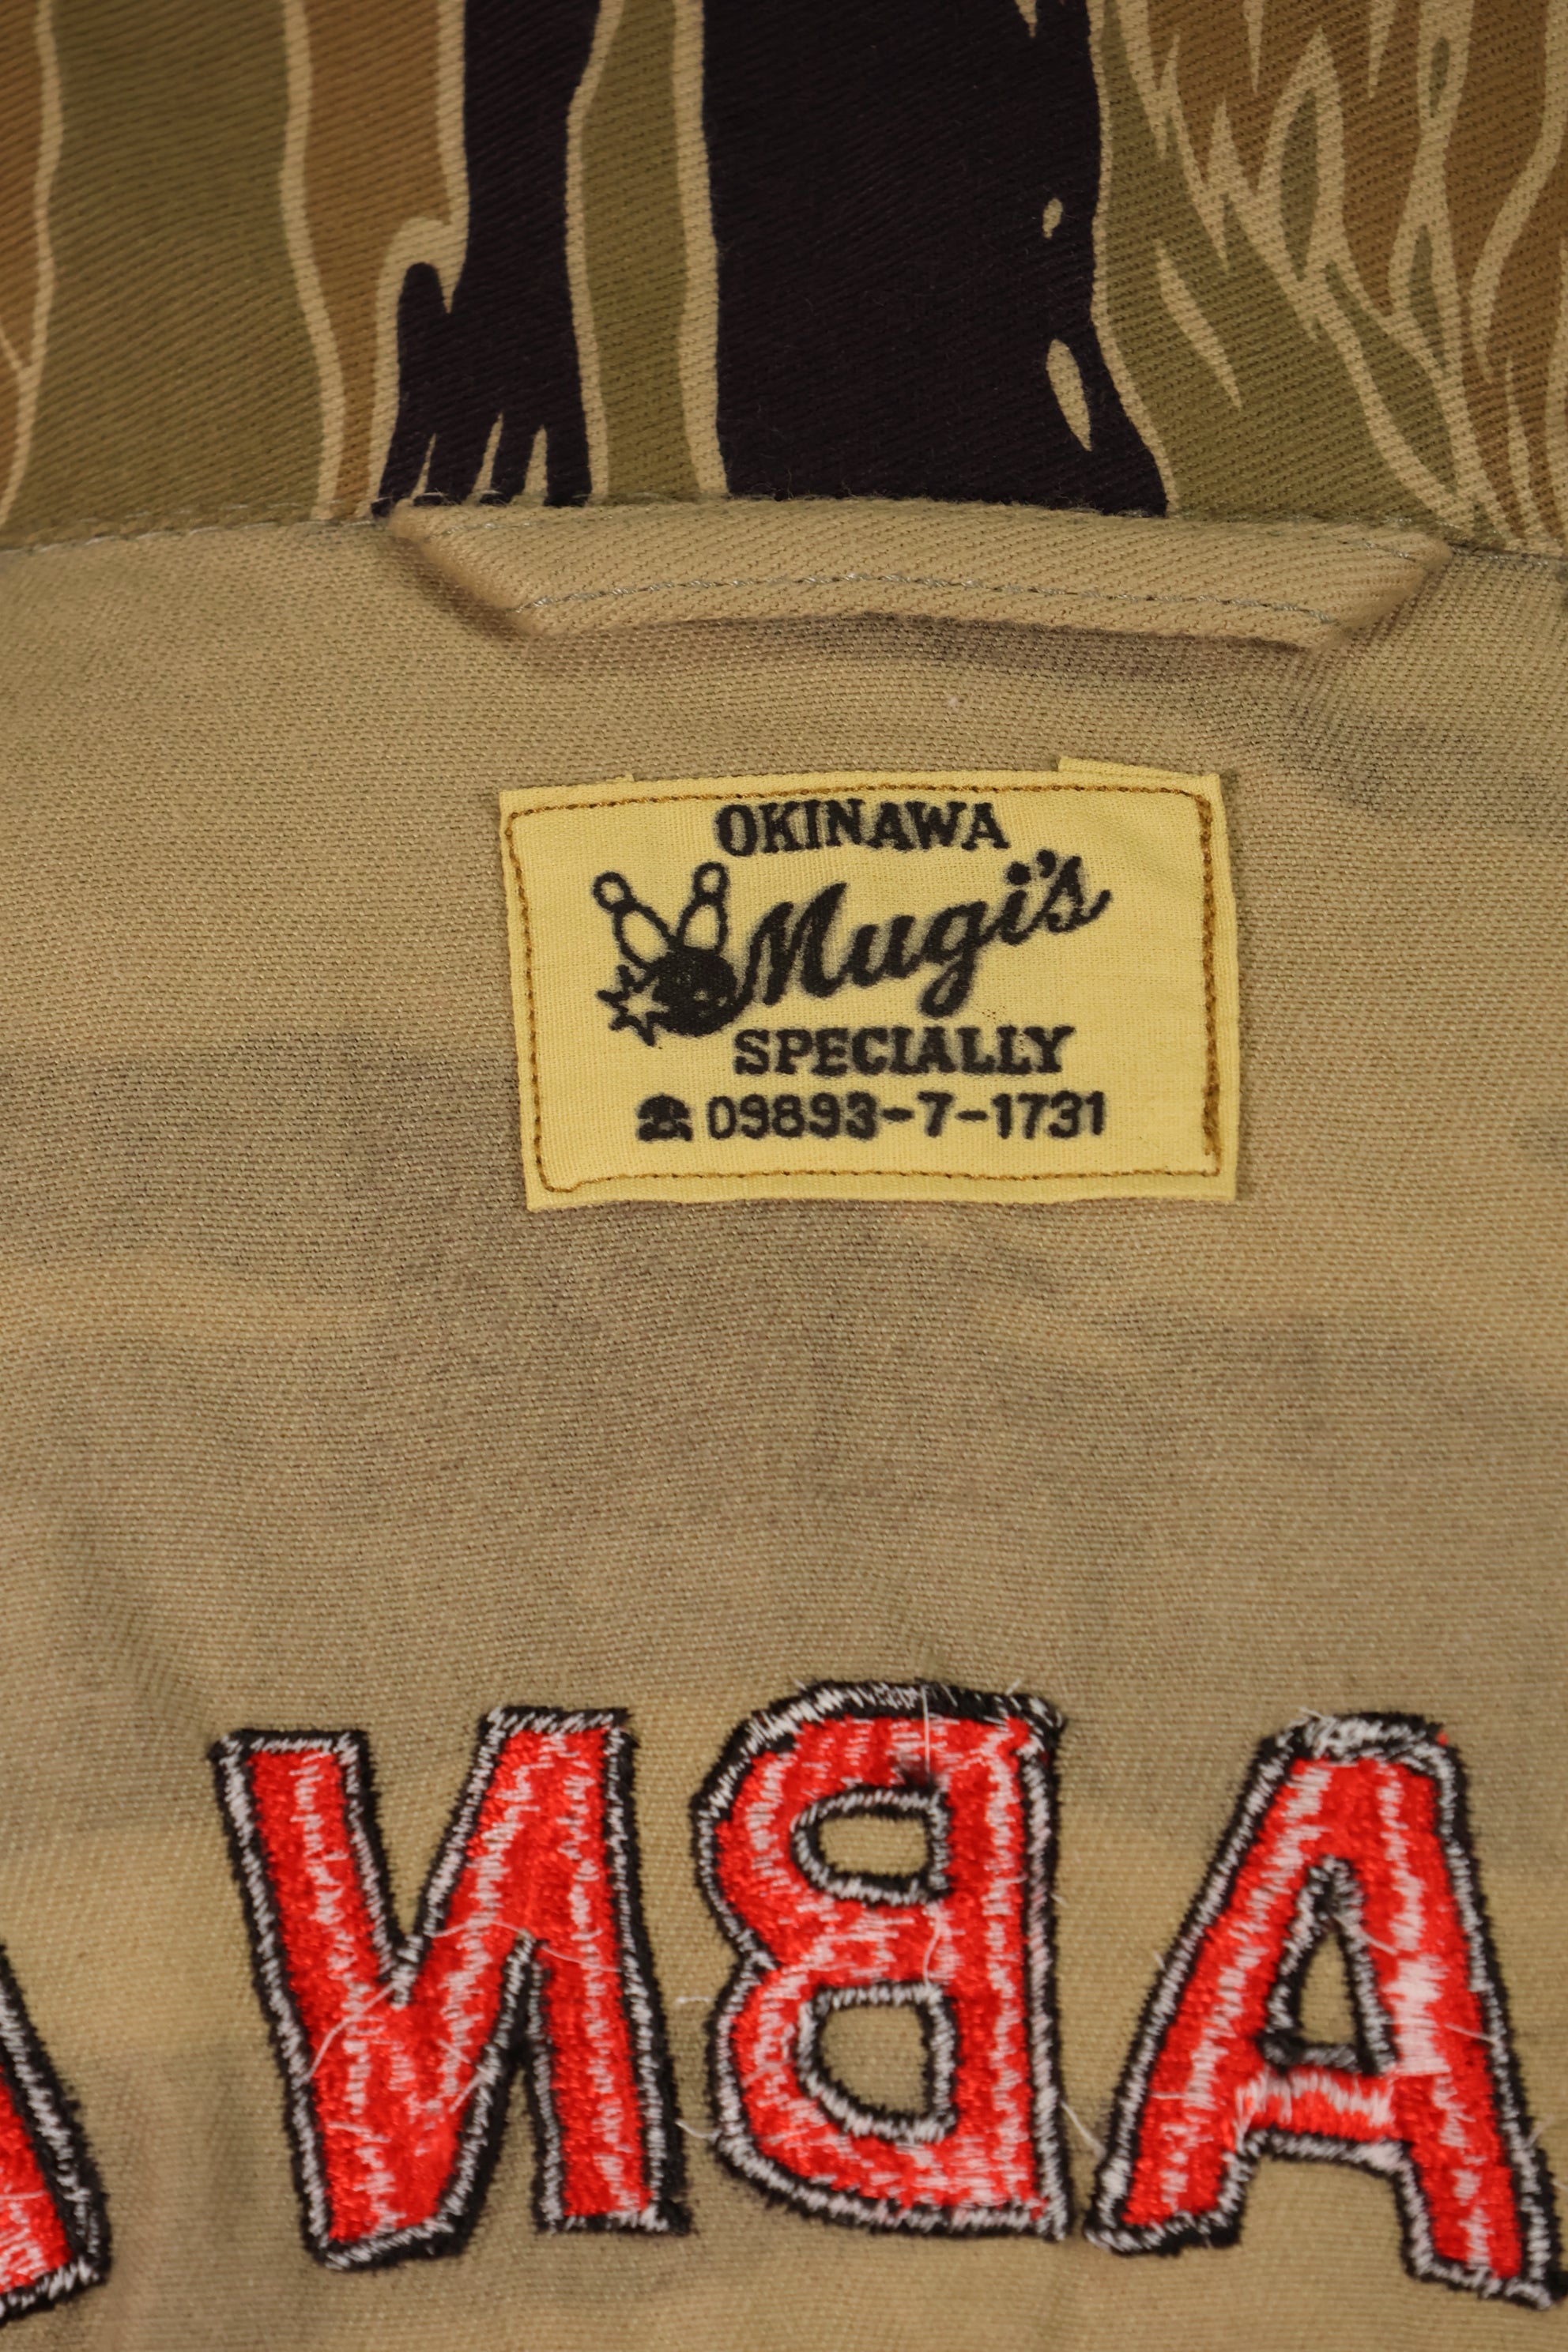 OKINAWA
Mugi's
SPECIALLY
☎ 09893-7-1731
ABN